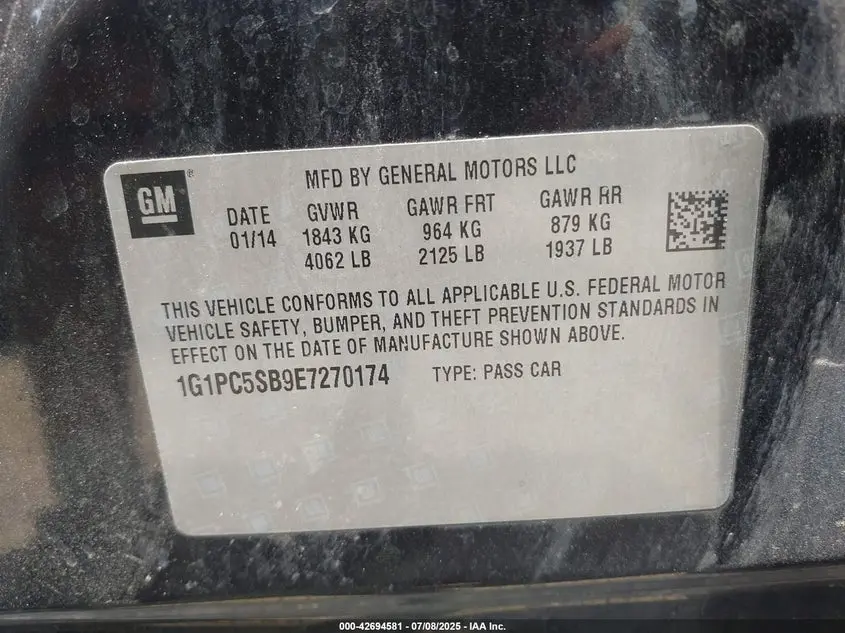 GM ®
MFD BY GENERAL MOTORS LLC
DATE GVWR GAWR FRT GAWR RR
01/14 1843 KG 964 KG 879 KG
4062 LB 2125 LB 1937 LB
THIS VEHICLE CONFORMS TO ALL APPLICABLE U.S. FEDERAL MOTOR
VEHICLE SAFETY, BUMPER, AND THEFT PREVENTION STANDARDS IN
EFFECT ON THE DATE OF MANUFACTURE SHOWN ABOVE.
1G1PC5SB9E7270174 TYPE: PASS CAR
000-42694581 - 07/08/2025 - IAA Inc.